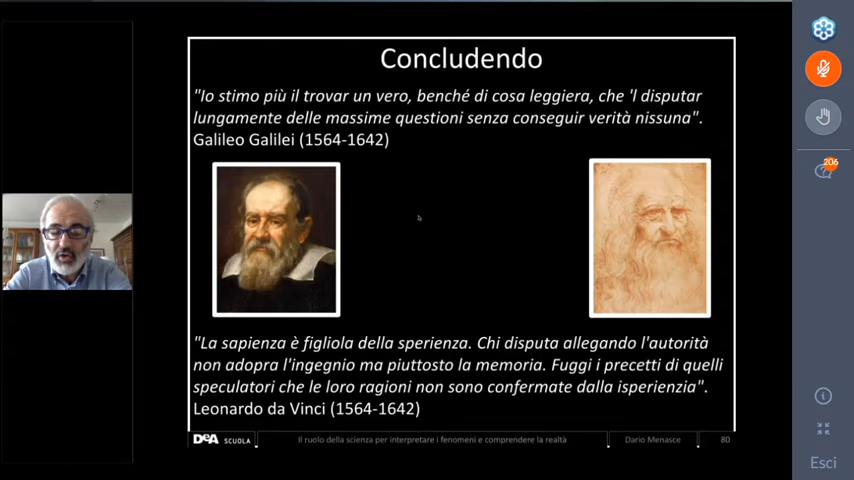 Concludendo
"Io stimo più il trovar un vero, benché di cosa leggiera, che 'l disputar
lungamente delle massime questioni senza conseguir verità nissuna".
Galileo Galilei (1564-1642)
206
"La sapienza è figliola della sperienza. Chi disputa allegando l'autorità
non adopra l'ingegnio ma piuttosto la memoria. Fuggi i precetti di quelli
speculatori che le loro ragioni non sono confermate dalla isperienzia".
Leonardo da Vinci (1564-1642)
DeA SCUOLA Il ruolo della scienza per interpretare i fenomeni e comprendere la realtà Dario Menasce 80
Esci